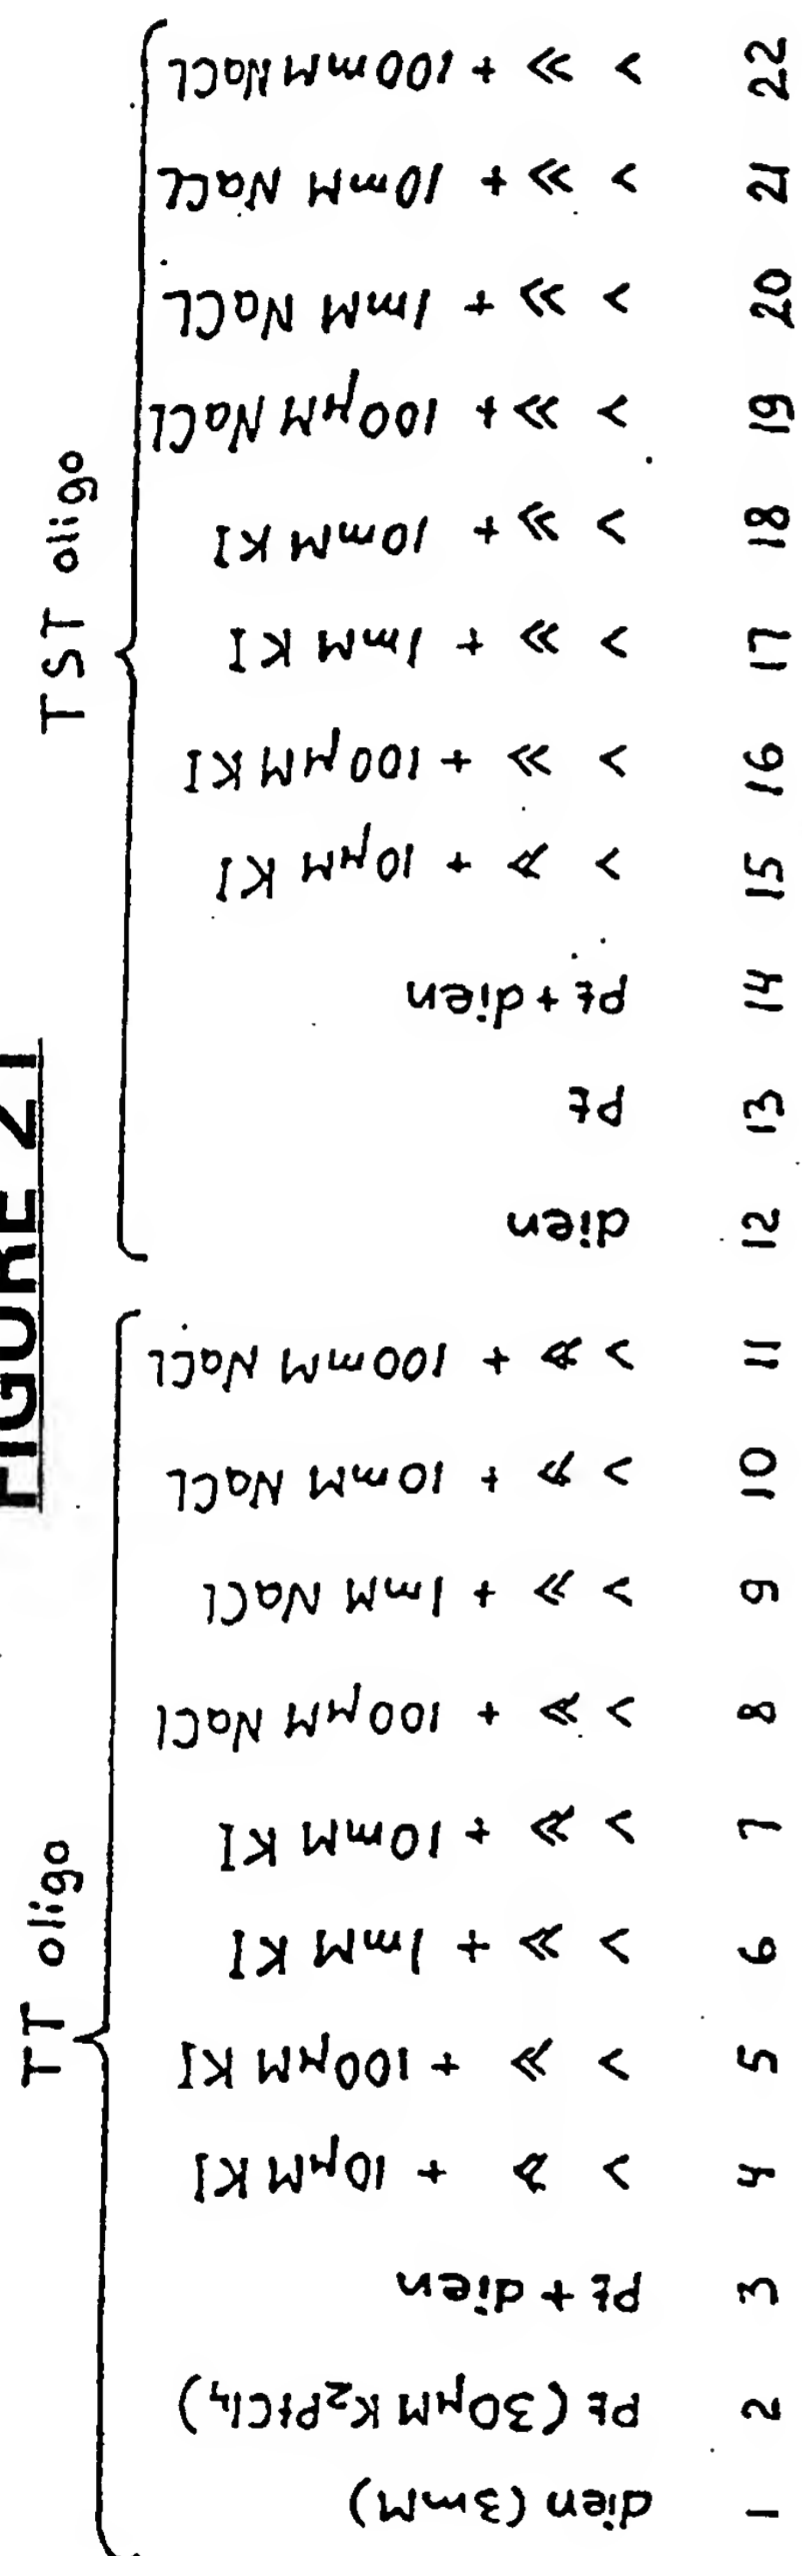 FIGURE 21
TT oligo
1 dien (3mM)
2 Pt (30µM K2PtCl4)
3 Pt + dien
4 > ≫ + 10µM KI
5 > ≫ + 100µM KI
6 > ≫ + 1mM KI
7 > ≫ + 10mM KI
8 > ≫ + 100µM NaCl
9 > ≫ + 1mM NaCl
10 > ≫ + 10mM NaCL
11 > ≫ + 100mM NaCL
TST oligo
12 dien
13 Pt
14 Pt + dien
15 > ≫ + 10µM KI
16 > ≫ + 100µM KI
17 > ≫ + 1mM KI
18 > ≫ + 10mM KI
19 > ≫ + 100µM NaCL
20 > ≫ + 1mM NaCL
21 > ≫ + 10mM NaCL
22 > ≫ + 100mM NaCL